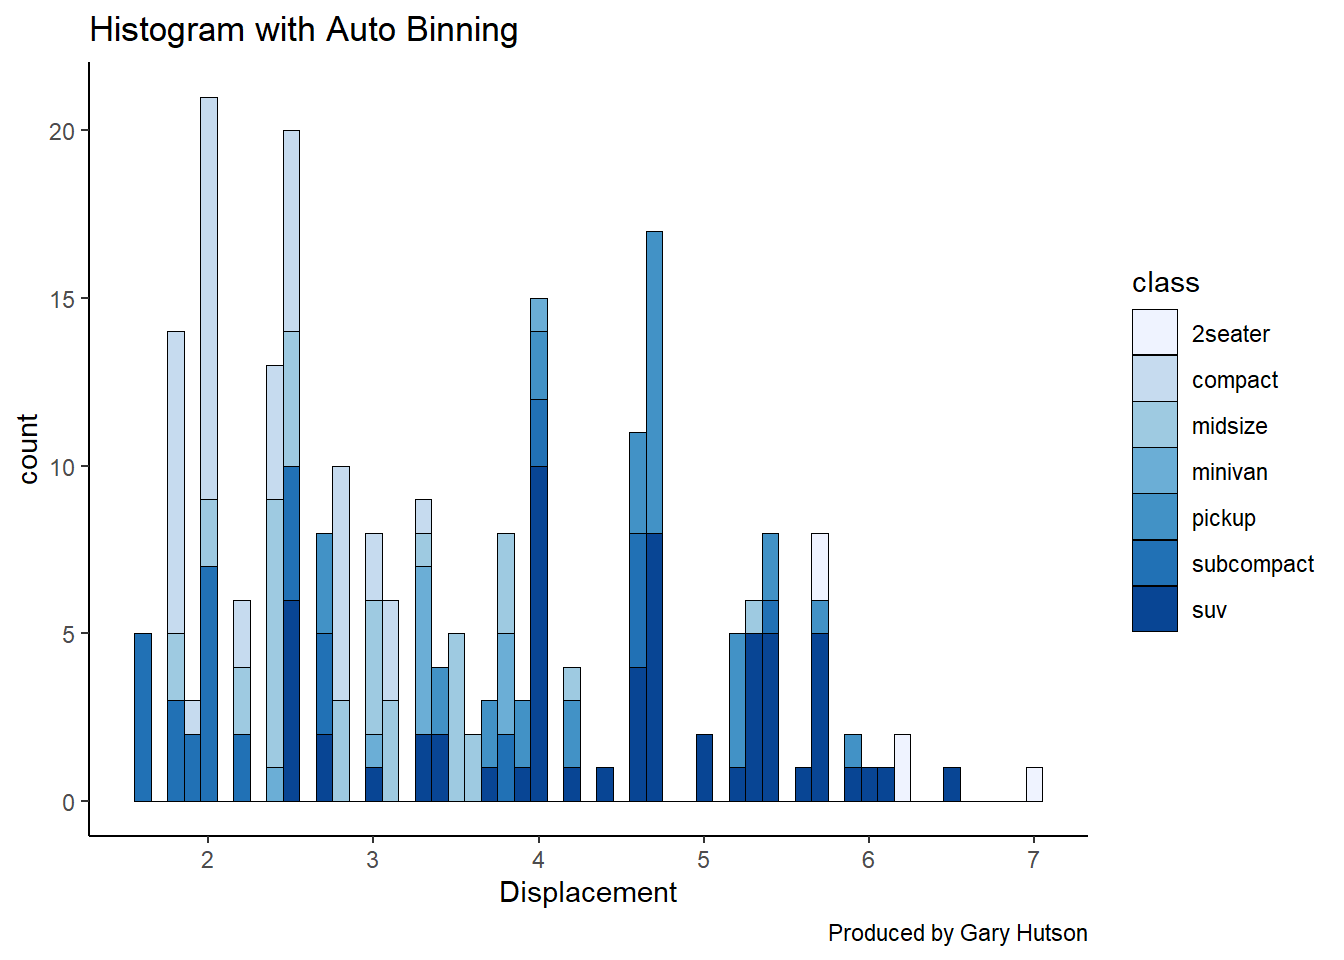 Histogram with Auto Binning
20
15
10
5
0
count
2 3 4 5 6 7
Displacement
class
2seater
compact
midsize
minivan
pickup
subcompact
suv
Produced by Gary Hutson